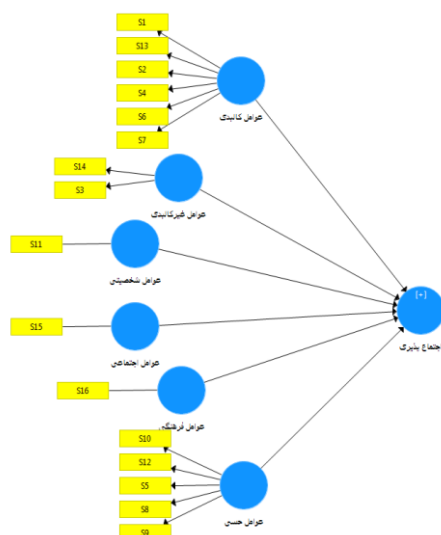 S1
S13
S2
S4
S6
S7
عوامل کالبدی
S14
S3
عوامل غیرکالبدی
S11
عوامل شخصیتی
[+]
اجتماع پذیری
S15
عوامل اجتماعی
S16
عوامل فرهنگی
S10
S12
S5
S8
S9
عوامل حسی